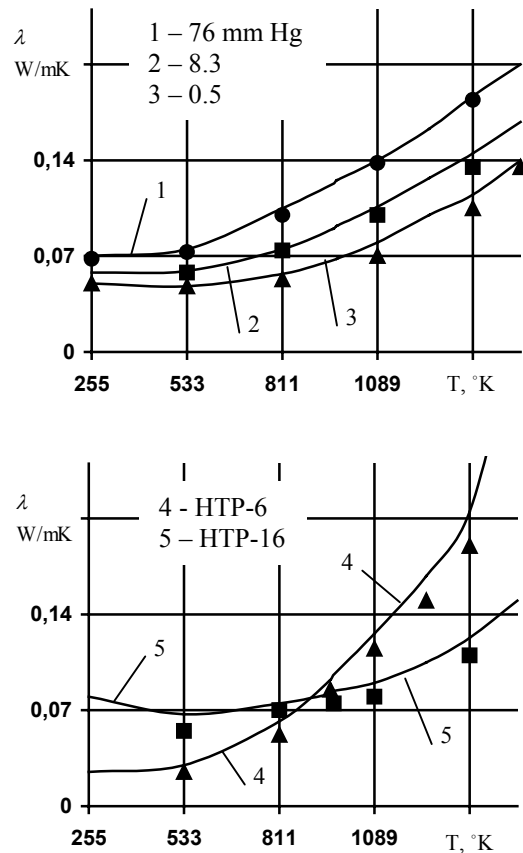 λ
W/mK
1 – 76 mm Hg
2 – 8.3
3 – 0.5
0,14
1
0,07
2
3
0
255 533 811 1089 T, ˚K
λ
W/mK
4 - HTP-6
5 – HTP-16
4
0,14
5
0,07
5
4
0
255 533 811 1089 T, ˚K